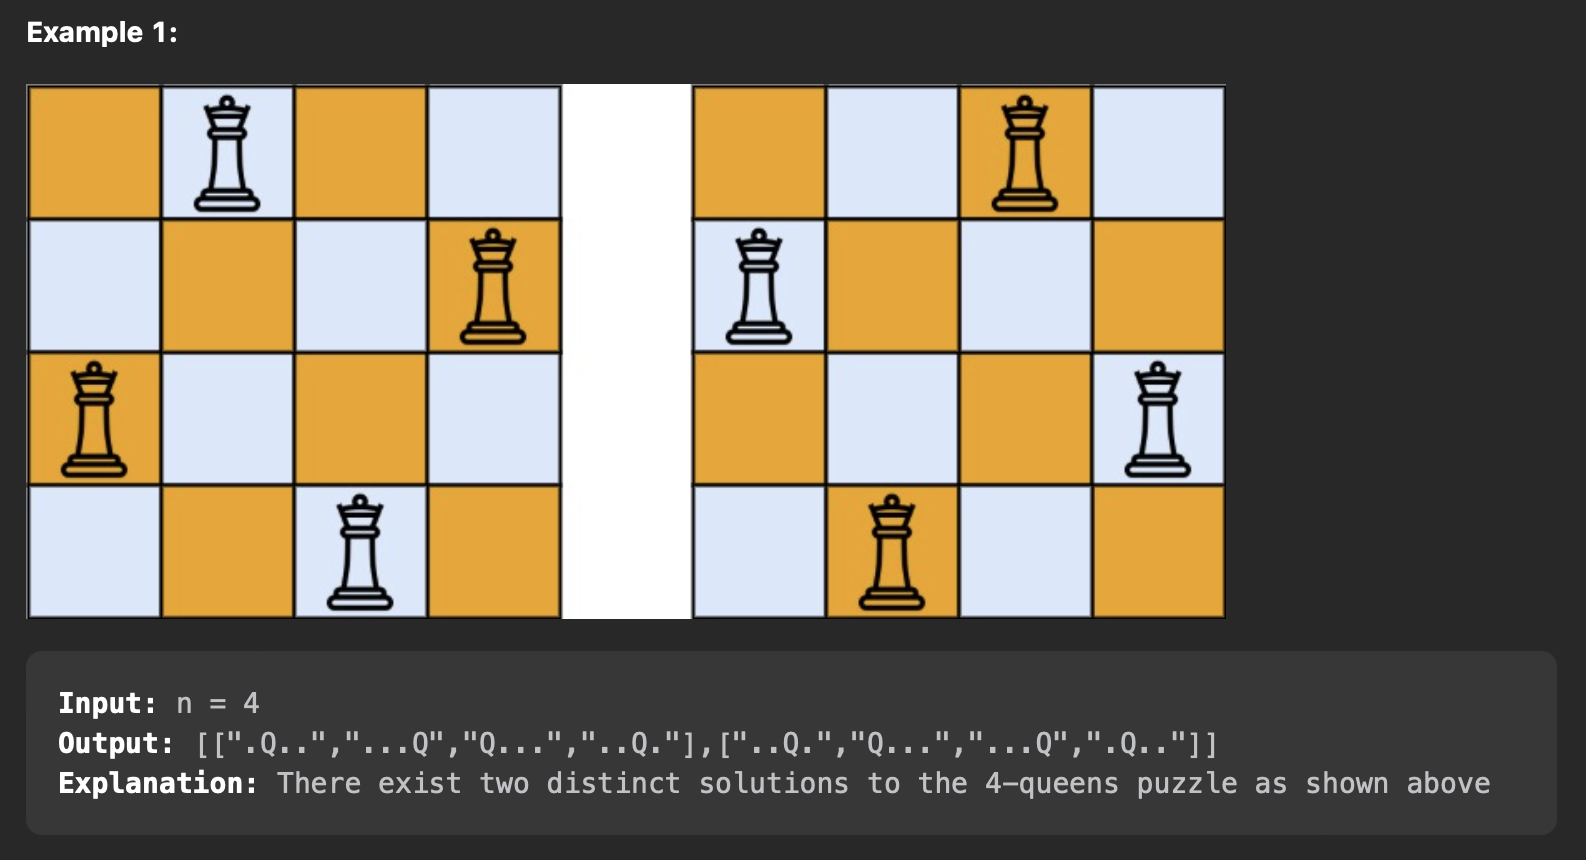 Example 1:
Input: n = 4
Output: [[".Q..","...Q","Q...","..Q."],["..Q.","Q...","...Q",".Q.."]]
Explanation: There exist two distinct solutions to the 4-queens puzzle as shown above